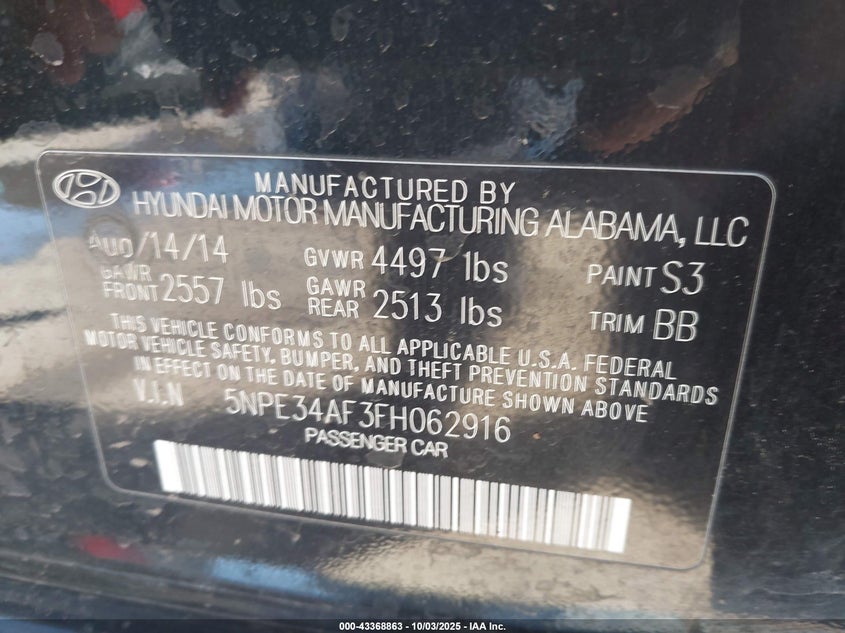 MANUFACTURED BY
HYUNDAI MOTOR MANUFACTURING ALABAMA, LLC
Aug/14/14 GVWR 4497 lbs PAINT S3
GAWR FRONT 2557 lbs GAWR REAR 2513 lbs TRIM BB
THIS VEHICLE CONFORMS TO ALL APPLICABLE U.S.A. FEDERAL
MOTOR VEHICLE SAFETY, BUMPER, AND THEFT PREVENTION STANDARDS
IN EFFECT ON THE DATE OF MANUFACTURE SHOWN ABOVE
V.I.N 5NPE34AF3FH062916
PASSENGER CAR
000-43368863 - 10/03/2025 - IAA Inc.